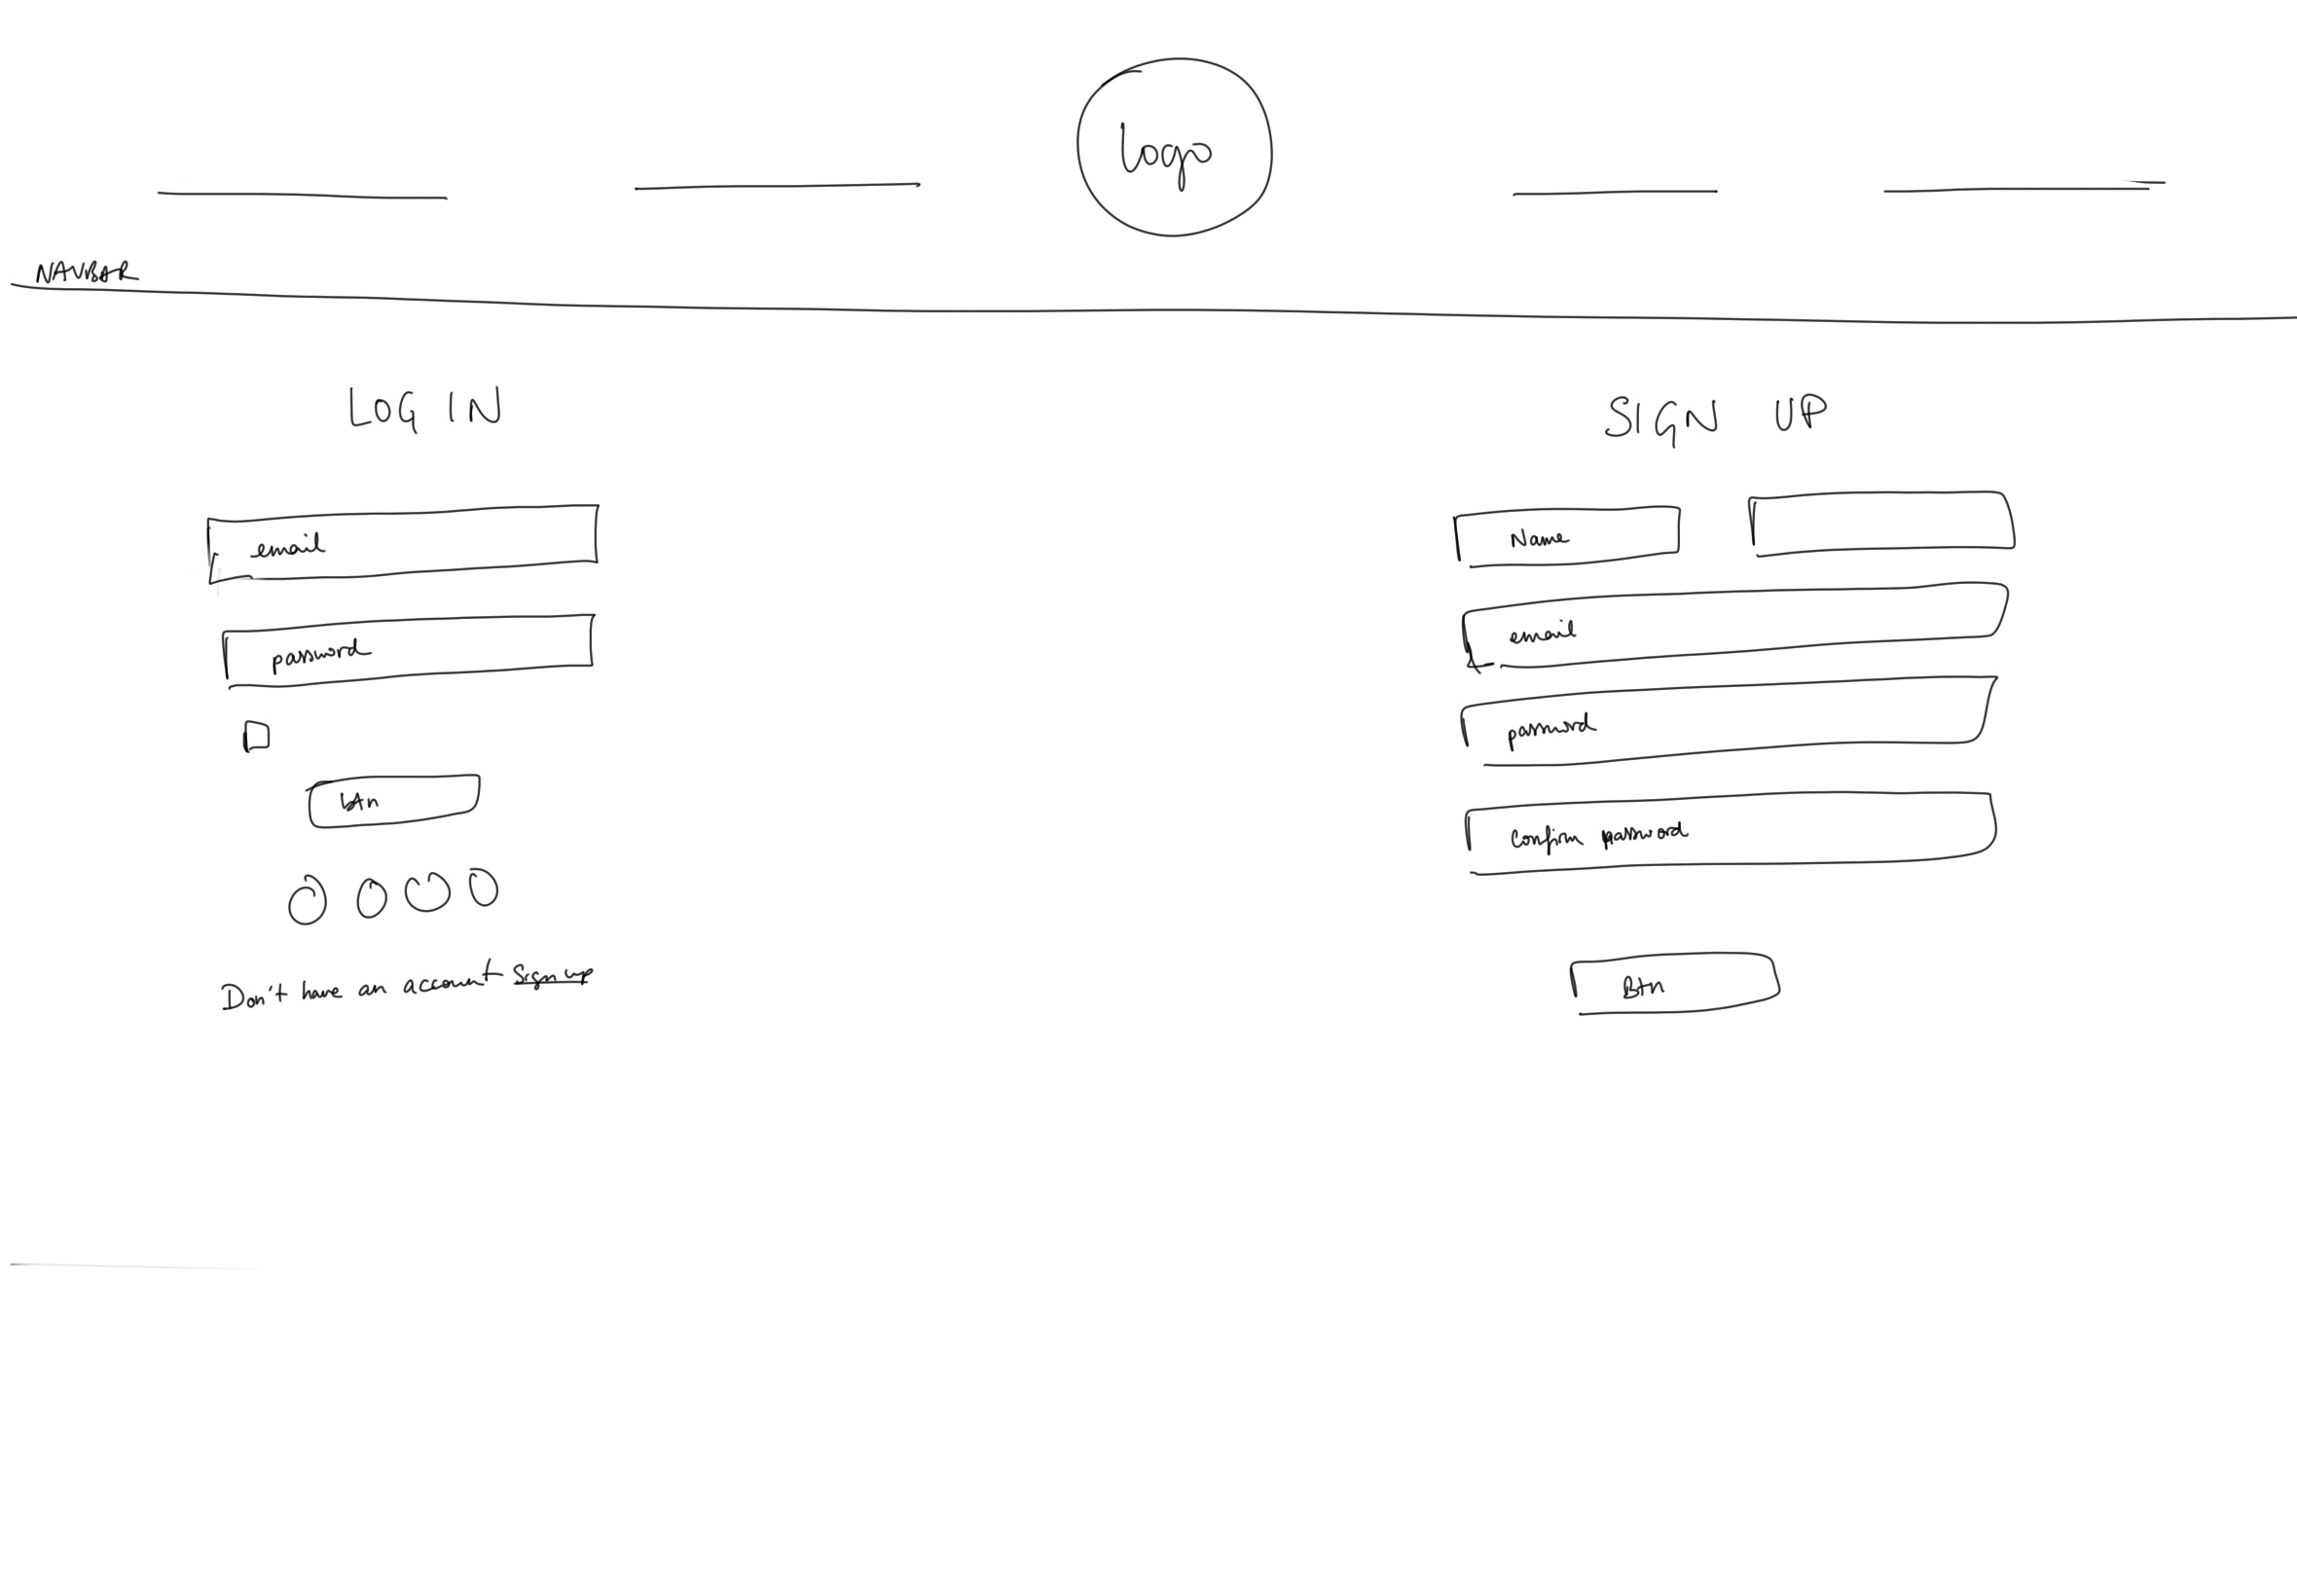 Logo
NAVBAR
LOG IN
email
password
btn
Don't have an account Sign up
SIGN UP
Name
email
password
Confirm password
Btn